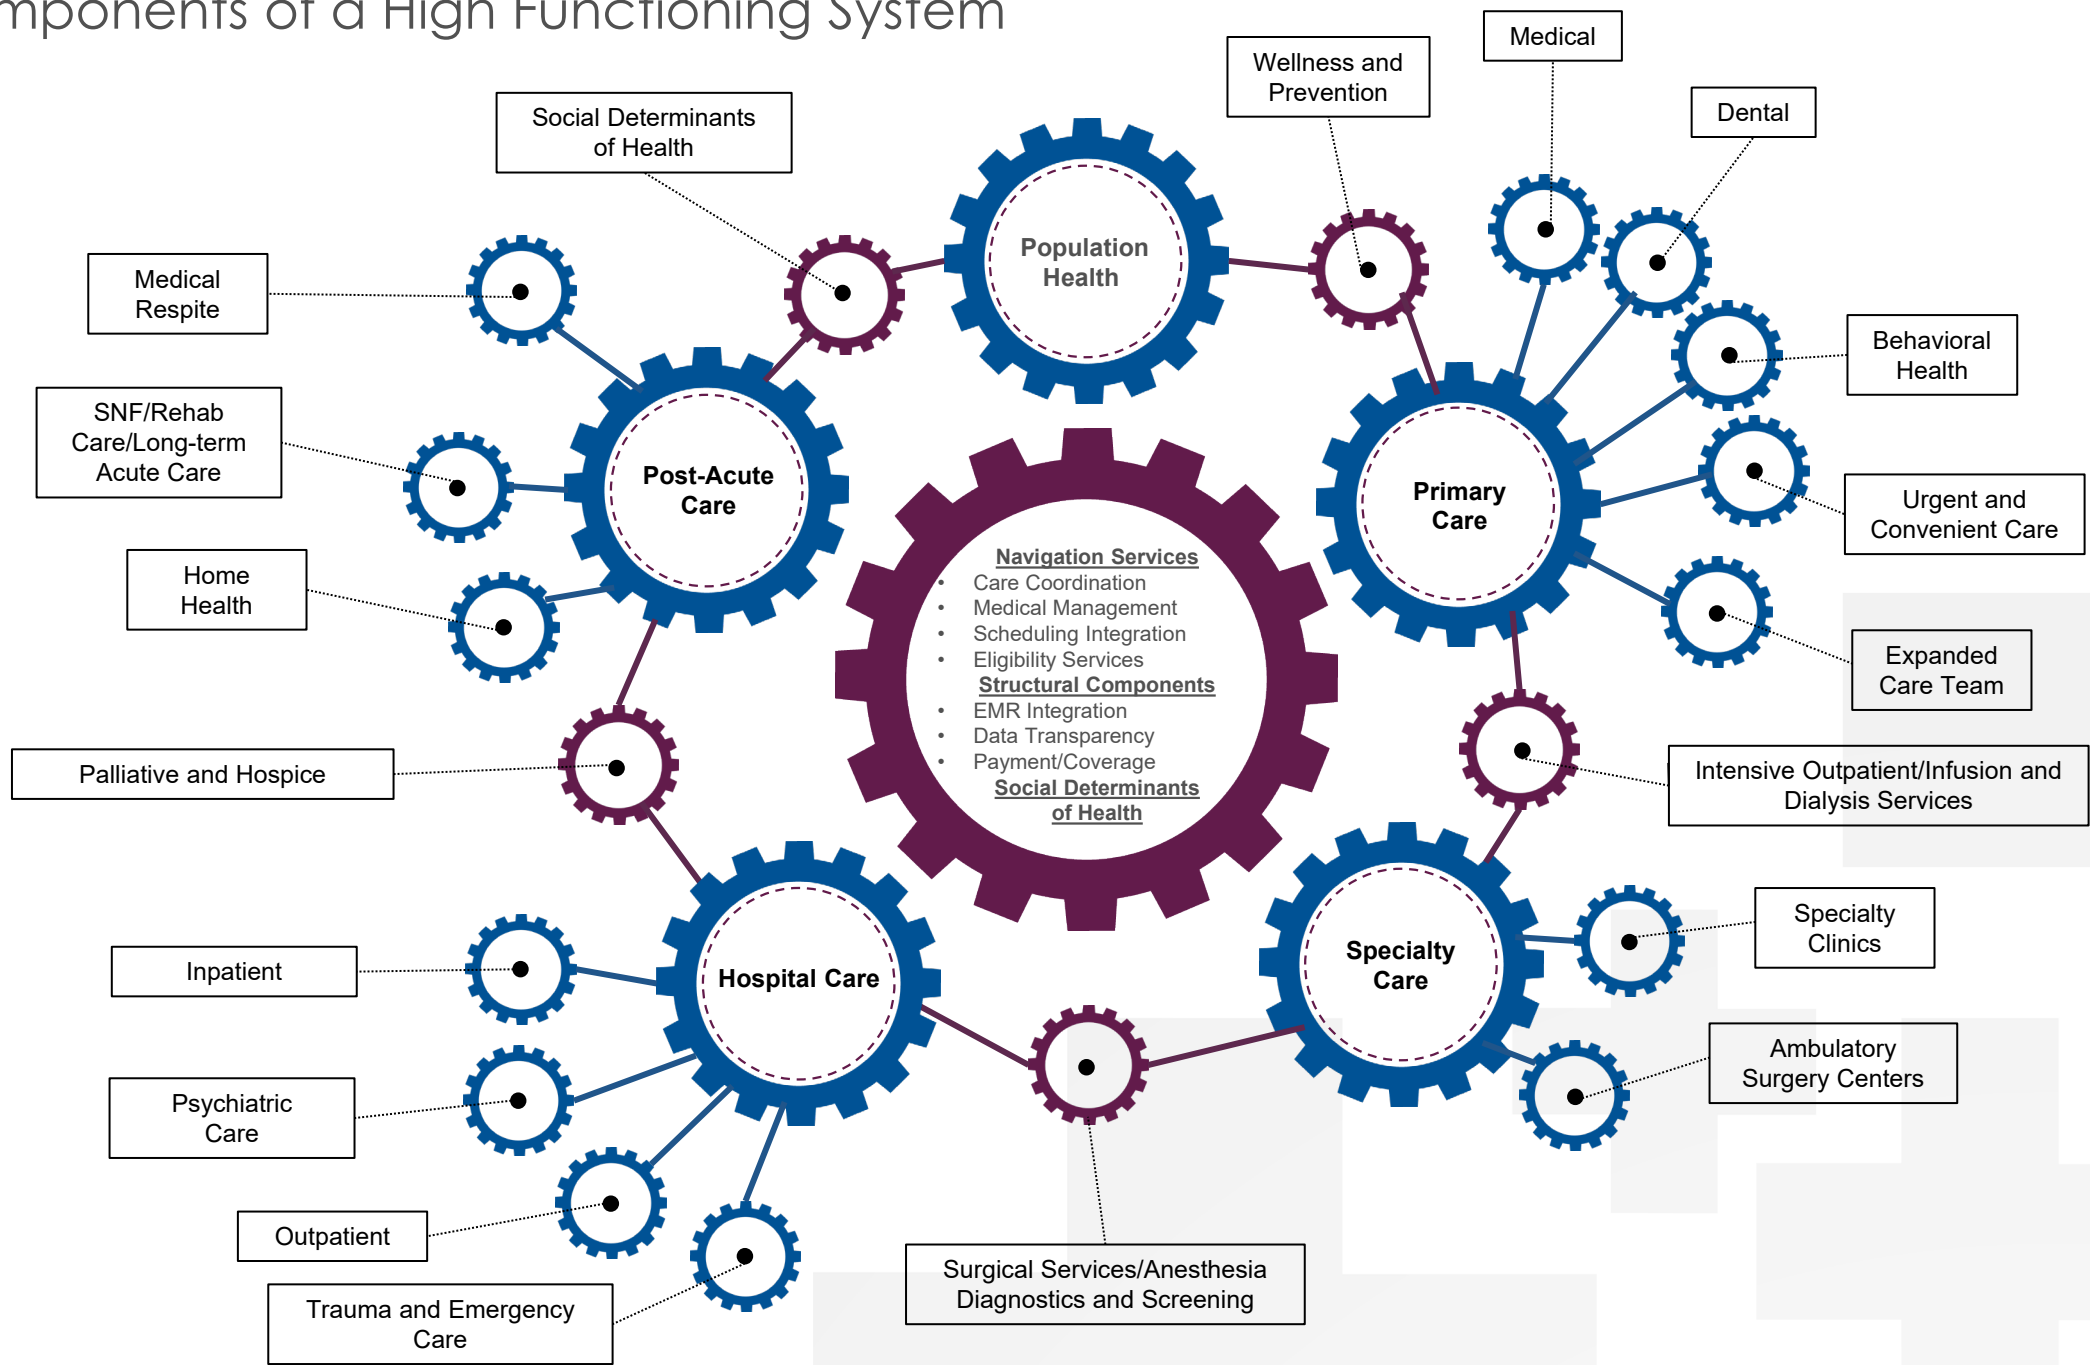 mponents of a High Functioning System
Medical
Wellness and
Prevention
Dental
Social Determinants
of Health
Population
Health
Medical
Respite
Behavioral
Health
SNF/Rehab
Care/Long-term
Acute Care
Post-Acute
Care
Primary
Care
Urgent and
Convenient Care
Home
Health
Navigation Services
• Care Coordination
• Medical Management
• Scheduling Integration
• Eligibility Services
Structural Components
• EMR Integration
• Data Transparency
• Payment/Coverage
Social Determinants
of Health
Expanded
Care Team
Palliative and Hospice
Intensive Outpatient/Infusion and
Dialysis Services
Inpatient
Hospital Care
Specialty
Care
Specialty
Clinics
Psychiatric
Care
Ambulatory
Surgery Centers
Outpatient
Trauma and Emergency
Care
Surgical Services/Anesthesia
Diagnostics and Screening